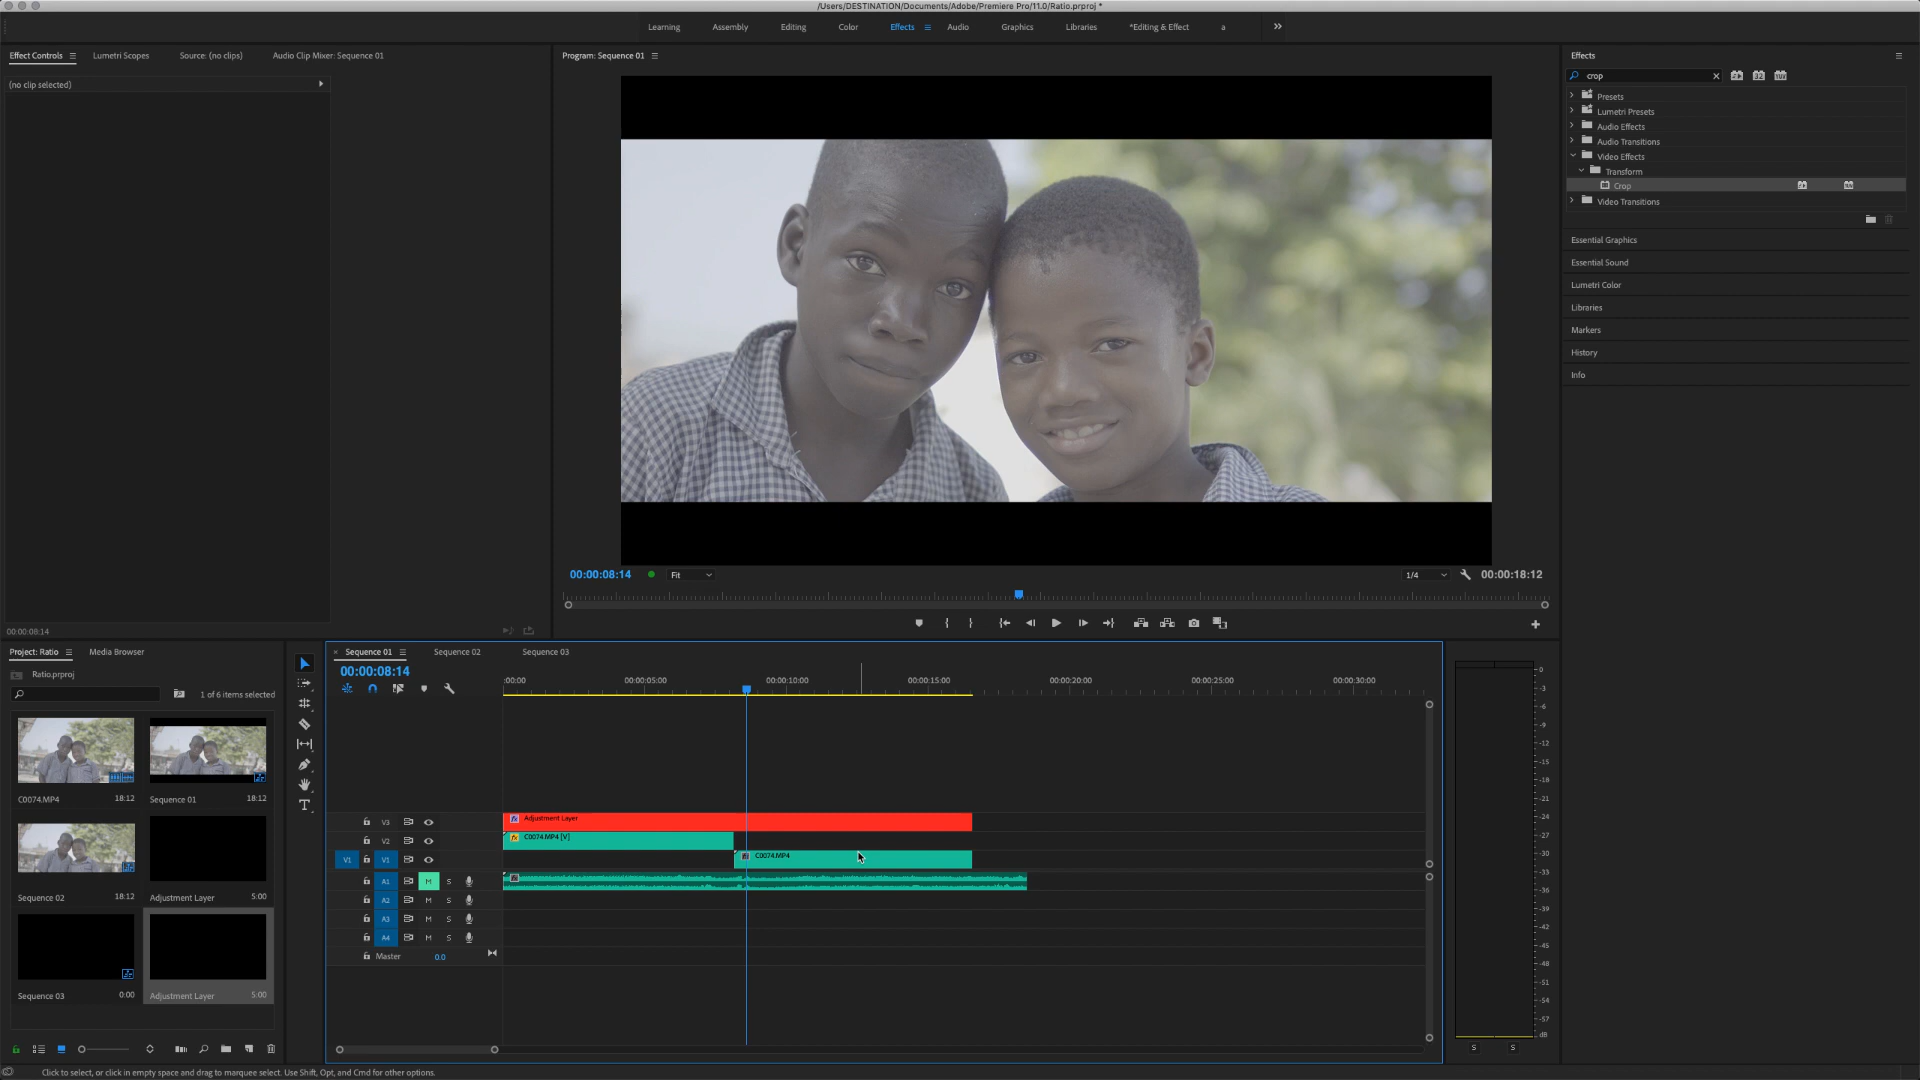 /Users/DESTINATION/Documents/Adobe/Premiere Pro/11.0/Ratio.prproj *
Learning Assembly Editing Color Effects Audio Graphics Libraries *Editing & Effect a
Effect Controls Lumetri Scopes Source: (no clips) Audio Clip Mixer: Sequence 01
(no clip selected)
00:00:08:14
Program: Sequence 01
00:00:08:14 Fit 1/4 00:00:18:12
Effects
crop
Presets
Lumetri Presets
Audio Effects
Audio Transitions
Video Effects
Transform
Crop
Video Transitions
Essential Graphics
Essential Sound
Lumetri Color
Libraries
Markers
History
Info
Project: Ratio Media Browser
Ratio.prproj
1 of 6 items selected
C0074.MP4 18:12 Sequence 01 18:12
Sequence 02 18:12 Adjustment Layer 5:00
Sequence 03 0:00 Adjustment Layer 5:00
Sequence 01 Sequence 02 Sequence 03
00:00:08:14
:00:00 00:00:05:00 00:00:10:00 00:00:15:00 00:00:20:00 00:00:25:00 00:00:30:00
V3 Adjustment Layer
V2 C0074.MP4 [V]
V1 V1 C0074.MP4
A1 M S
A2 M S
A3 M S
A4 M S
Master 0.0
0
-3
-6
-9
-12
-15
-18
-21
-24
-27
-30
-33
-36
-39
-42
-45
-48
-51
-54
-57
dB
S S
Click to select, or click in empty space and drag to marquee select. Use Shift, Opt, and Cmd for other options.